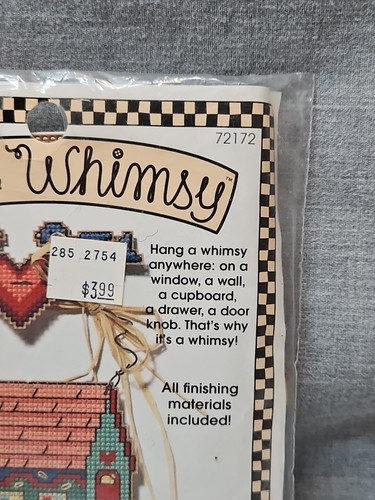 72172
Whimsy™
285 2754
$3.99
Hang a whimsy
anywhere: on a
window, a wall,
a cupboard,
a drawer, a door
knob. That's why
it's a whimsy!
All finishing
materials
included!